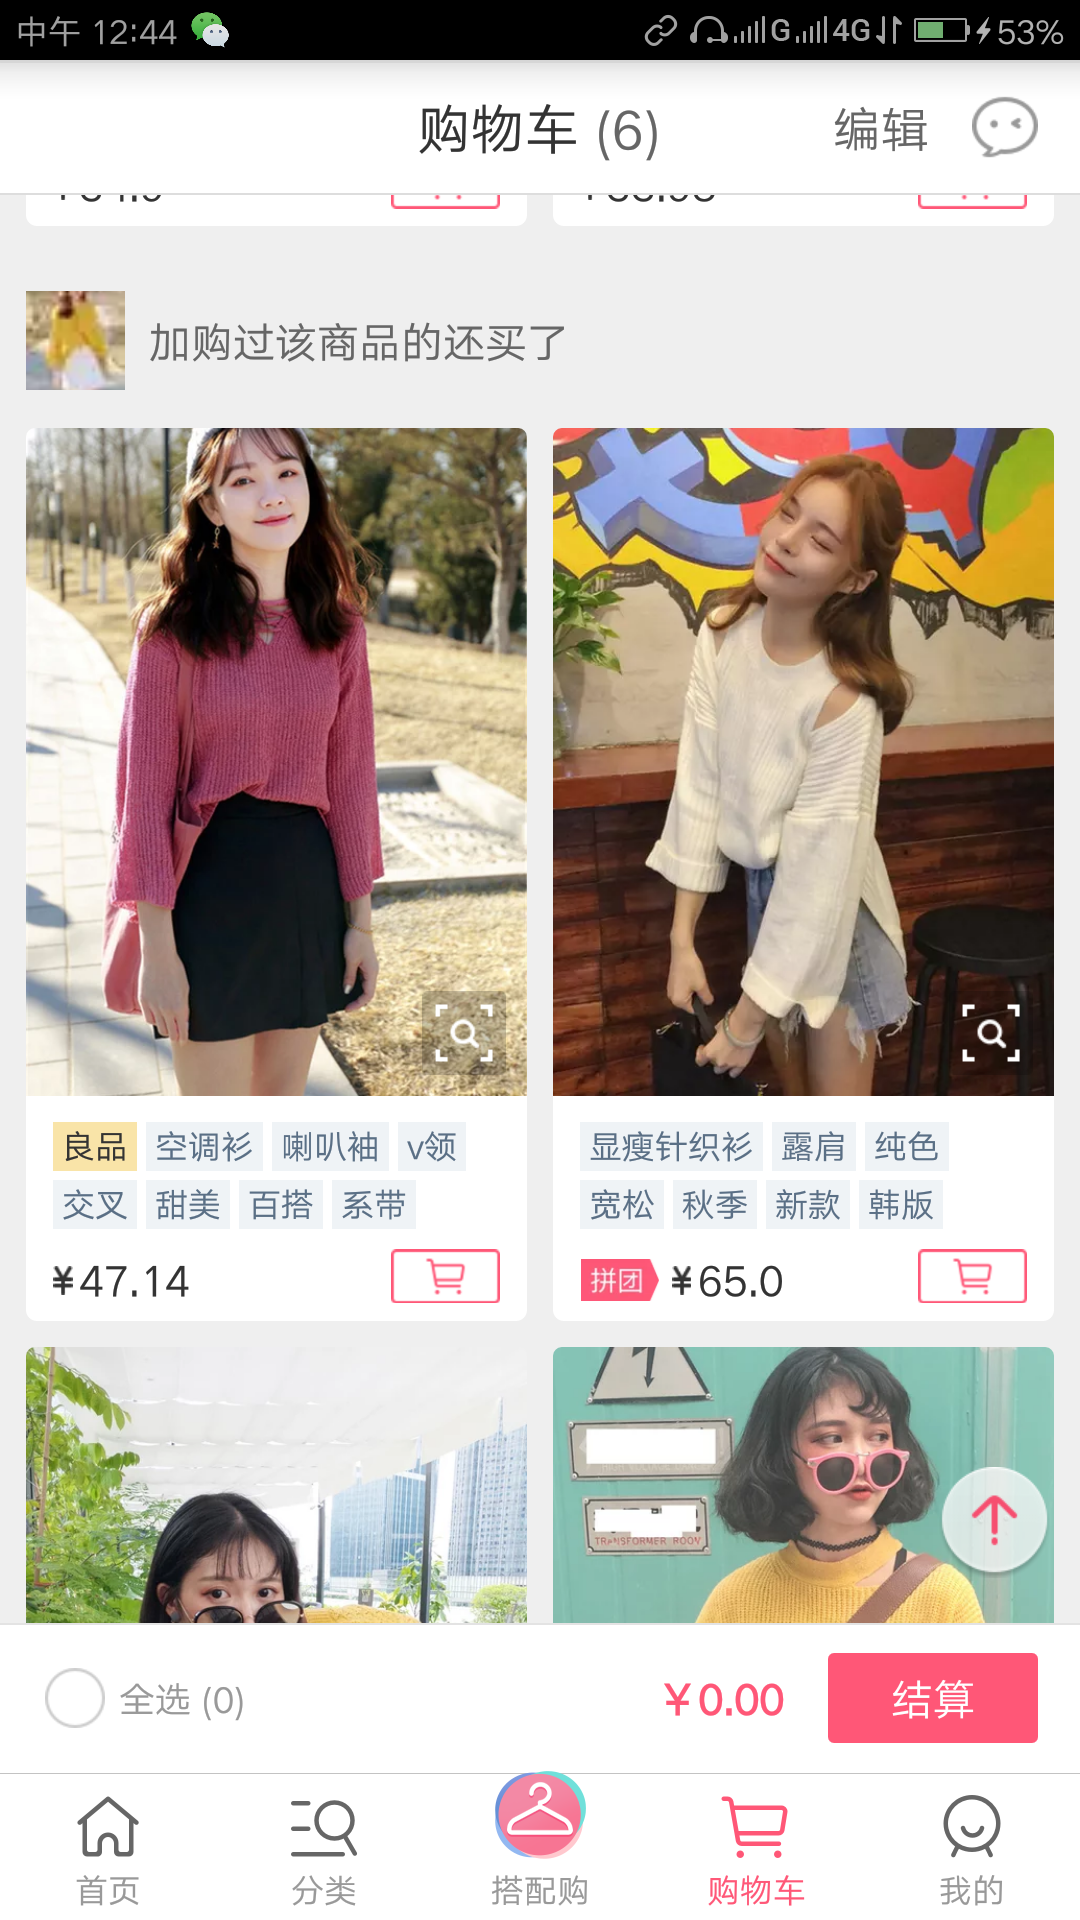 中午 12:44
G 4G 53%
购物车 (6)
编辑
加购过该商品的还买了
良品 空调衫 喇叭袖 v领
交叉 甜美 百搭 系带
¥47.14
显瘦针织衫 露肩 纯色
宽松 秋季 新款 韩版
拼团 ¥65.0
TRANSFORMER ROOM
全选 (0)
¥0.00
结算
首页
分类
搭配购
购物车
我的